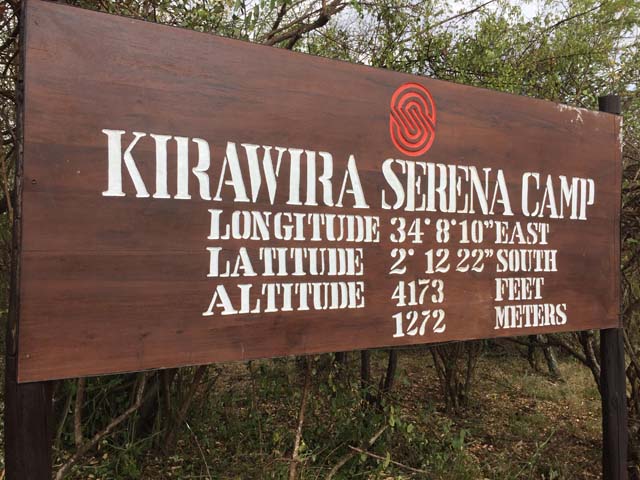 KIRAWIRA SERENA CAMP
LONGITUDE 34° 8' 10" EAST
LATITUDE 2° 12 22" SOUTH
ALTITUDE 4173 FEET
1272 METERS